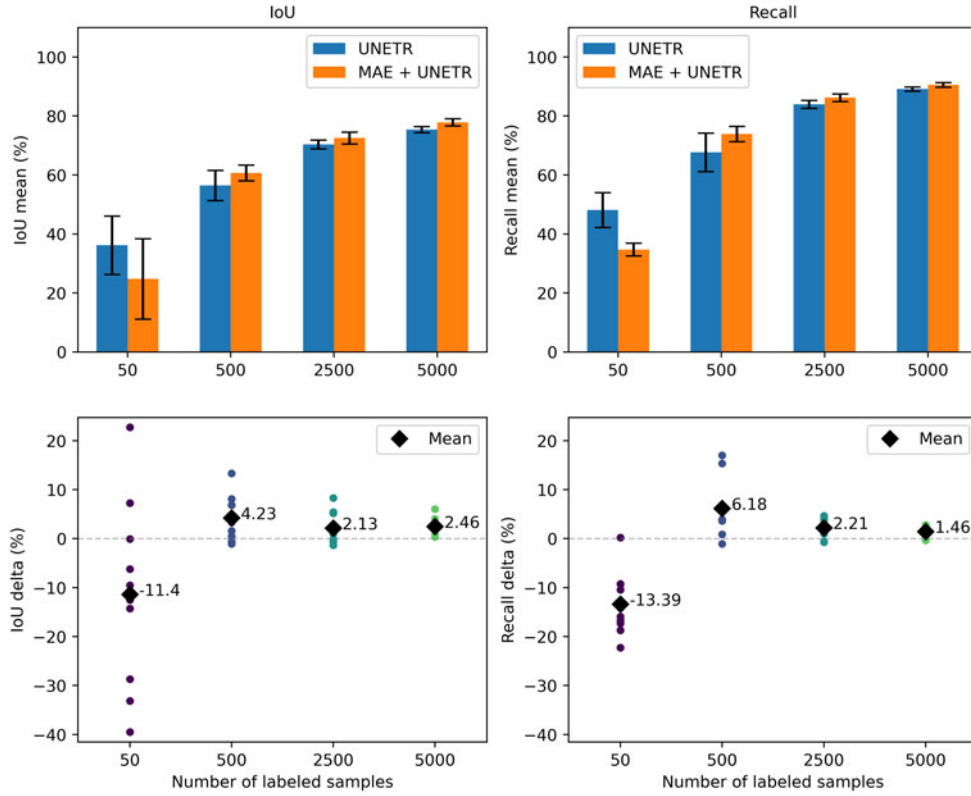 IoU
Recall
UNETR
MAE + UNETR
UNETR
MAE + UNETR
IoU mean (%)
100
80
60
40
20
0
50 500 2500 5000
Recall mean (%)
100
80
60
40
20
0
50 500 2500 5000
Mean
IoU delta (%)
20
10
0
−10
−20
−30
−40
-11.4
4.23
2.13
2.46
50 500 2500 5000
Number of labeled samples
Mean
Recall delta (%)
20
10
0
−10
−20
−30
−40
-13.39
6.18
2.21
1.46
50 500 2500 5000
Number of labeled samples